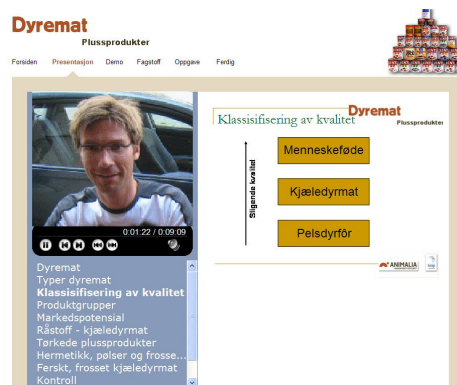 Dyremat
Plussprodukter
Forsiden Presentasjon Demo Fagstoff Oppgave Ferdig
Klassisifisering av kvalitet
Dyremat
Plussprodukter
Stigende kvalitet
Menneskeføde
Kjæledyrmat
Pelsdyrfôr
ANIMALIA
0:01:22 / 0:09:09
Dyremat
Typer dyremat
Klassisifisering av kvalitet
Produktgrupper
Markedspotensial
Råstoff - kjæledyrmat
Tørkede plussprodukter
Hermetikk, pølser og frosse...
Ferskt, frosset kjæledyrmat
Kontroll